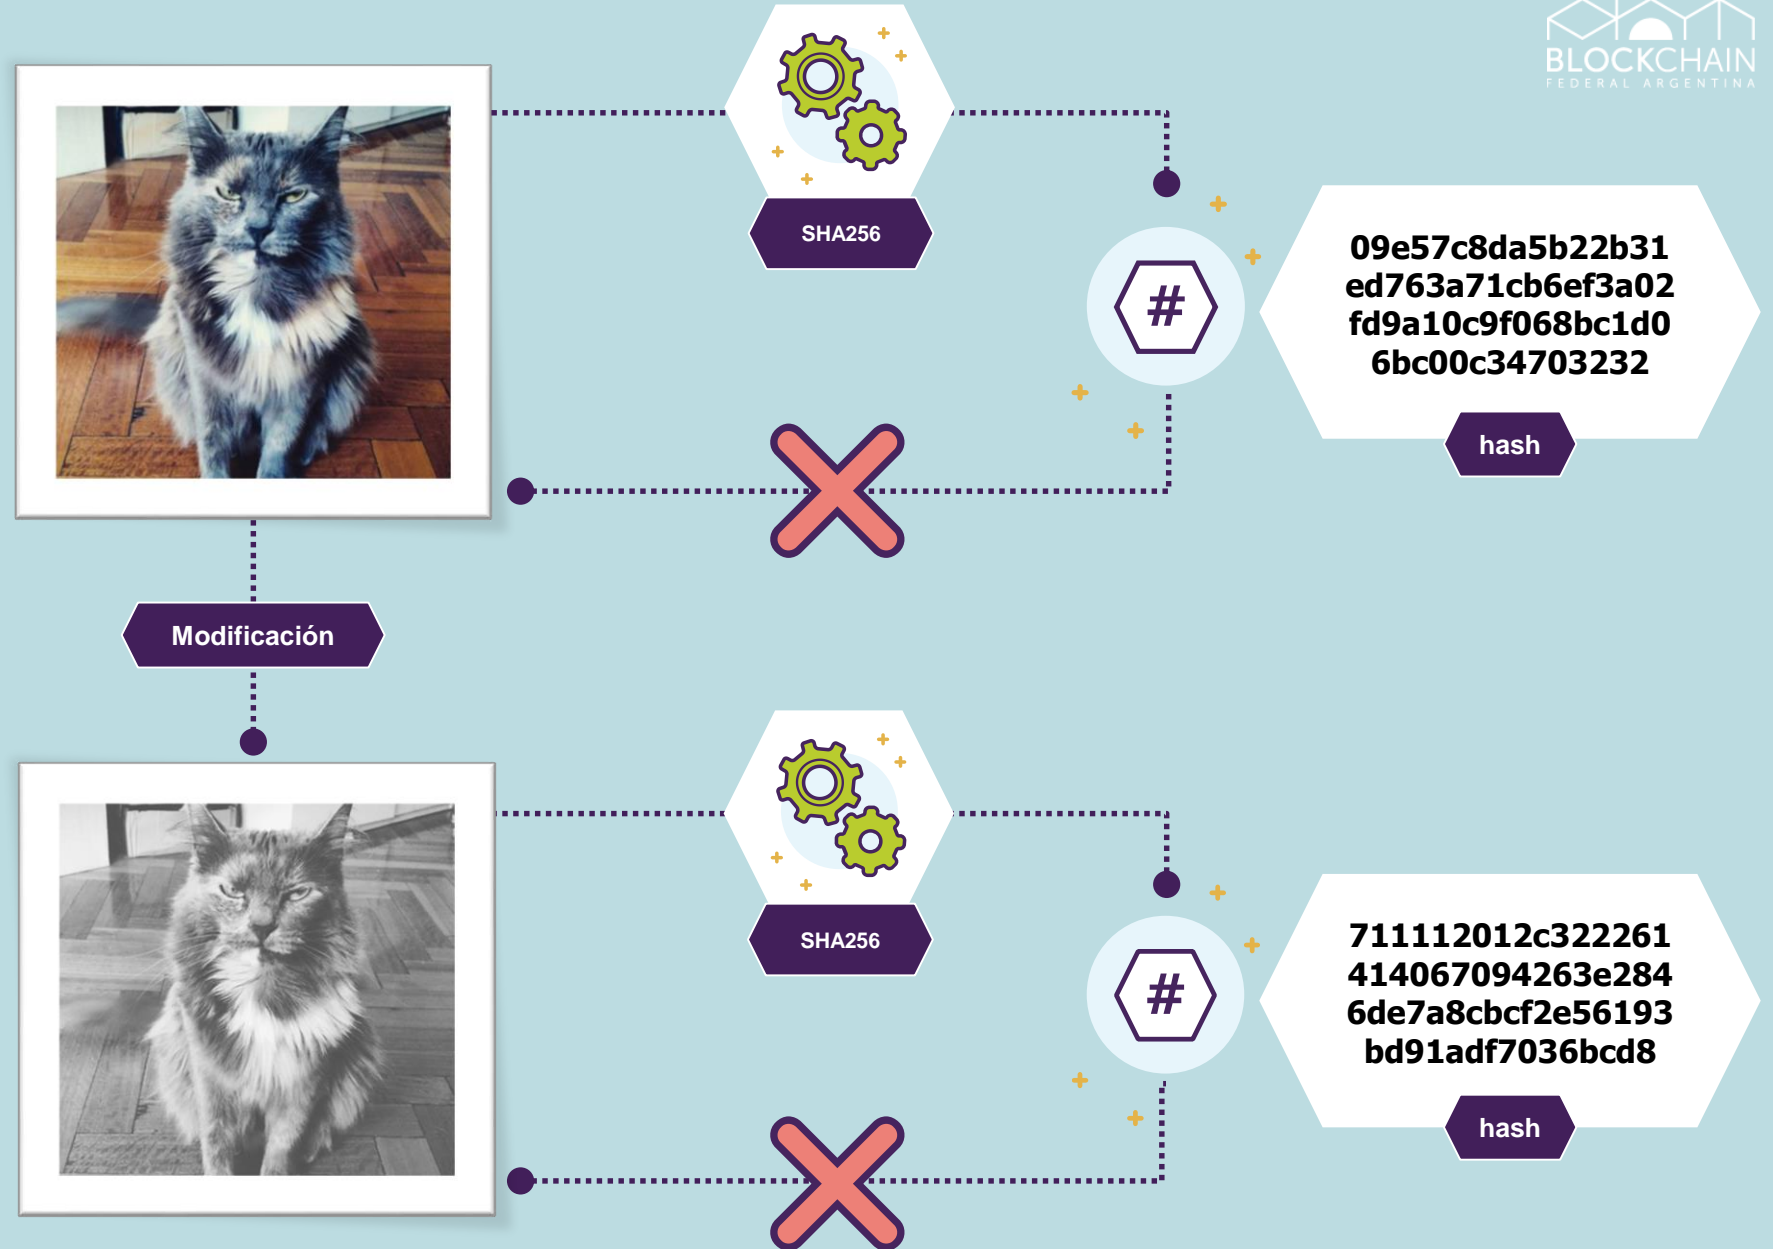 BLOCKCHAIN
FEDERAL ARGENTINA
SHA256
#
09e57c8da5b22b31
ed763a71cb6ef3a02
fd9a10c9f068bc1d0
6bc00c34703232
hash
Modificación
SHA256
#
711112012c322261
414067094263e284
6de7a8cbcf2e56193
bd91adf7036bcd8
hash